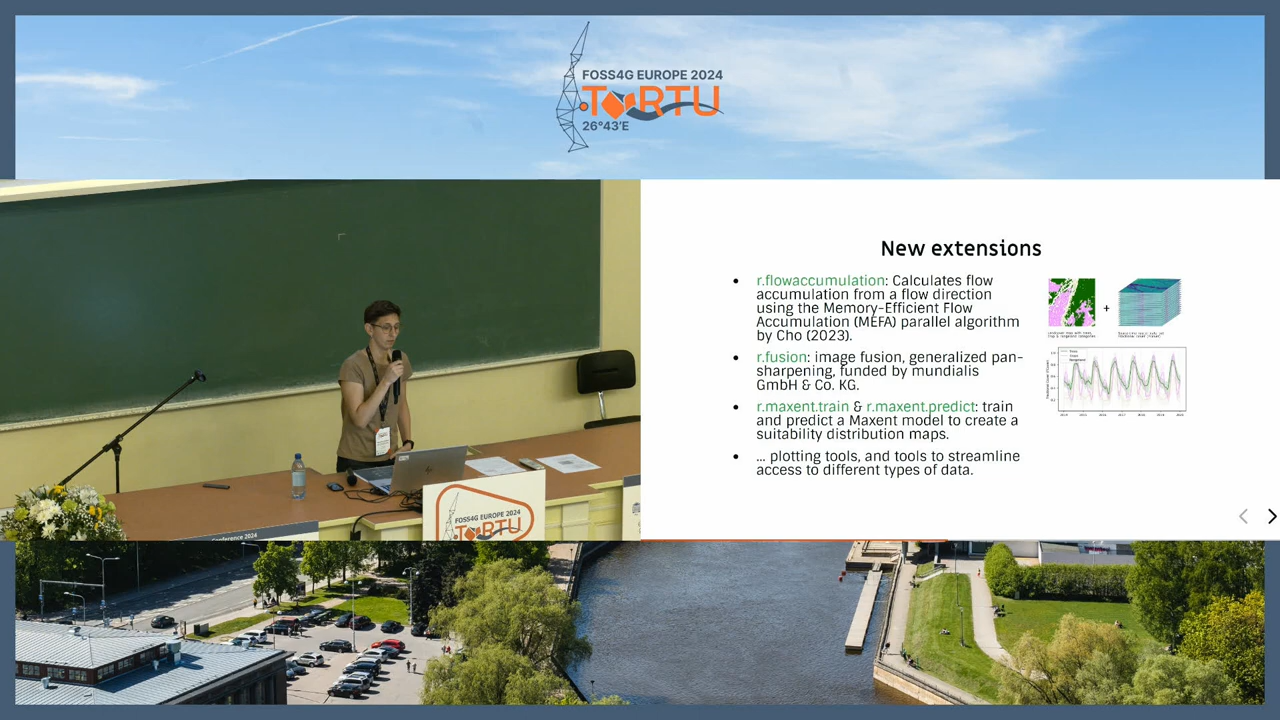 FOSS4G EUROPE 2024
TARTU
26°43'E
New extensions
r.flowaccumulation: Calculates flow
accumulation from a flow direction
using the Memory-Efficient Flow
Accumulation (MEFA) parallel algorithm
by Cho (2023).
r.fusion: image fusion, generalized pan-
sharpening, funded by mundialis
GmbH & Co. KG.
r.maxent.train & r.maxent.predict: train
and predict a Maxent model to create a
suitability distribution maps.
... plotting tools, and tools to streamline
access to different types of data.
+
FOSS4G EUROPE 2024
TARTU
Conference 2024